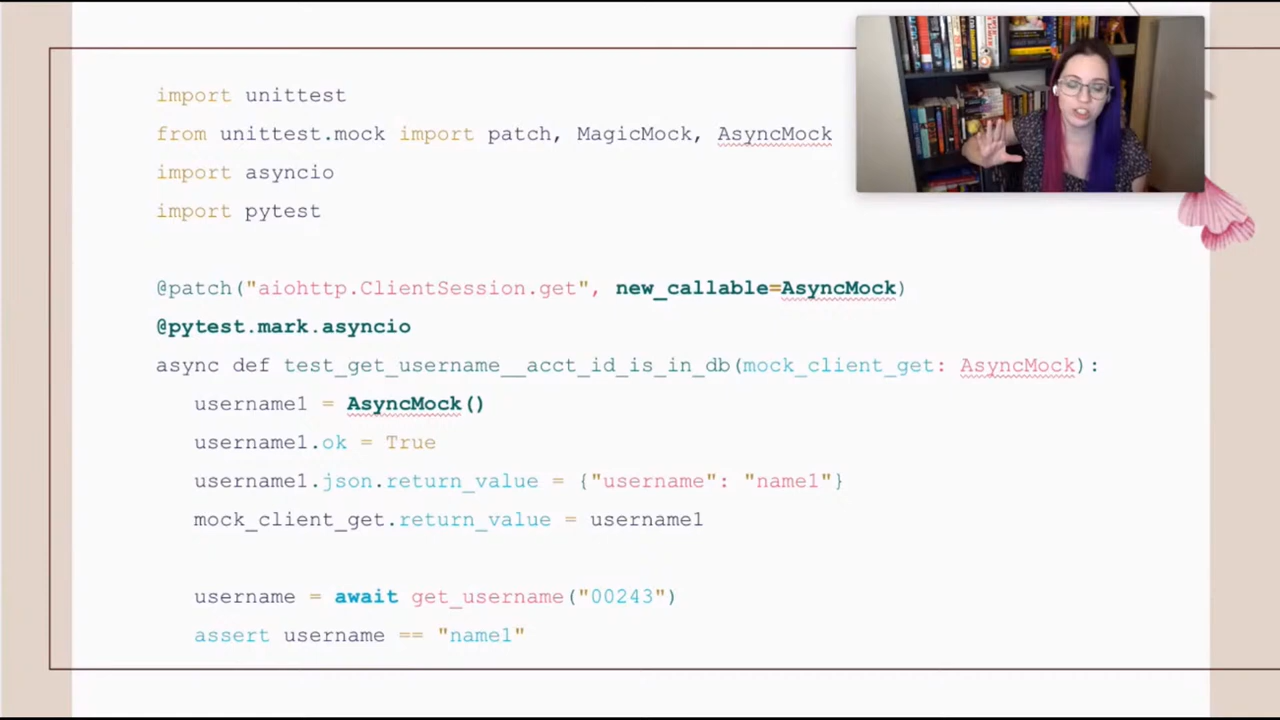 import unittest
from unittest.mock import patch, MagicMock, AsyncMock
import asyncio
import pytest
@patch("aiohttp.ClientSession.get", new_callable=AsyncMock)
@pytest.mark.asyncio
async def test_get_username__acct_id_is_in_db(mock_client_get: AsyncMock):
username1 = AsyncMock()
username1.ok = True
username1.json.return_value = {"username": "name1"}
mock_client_get.return_value = username1
username = await get_username("00243")
assert username == "name1"